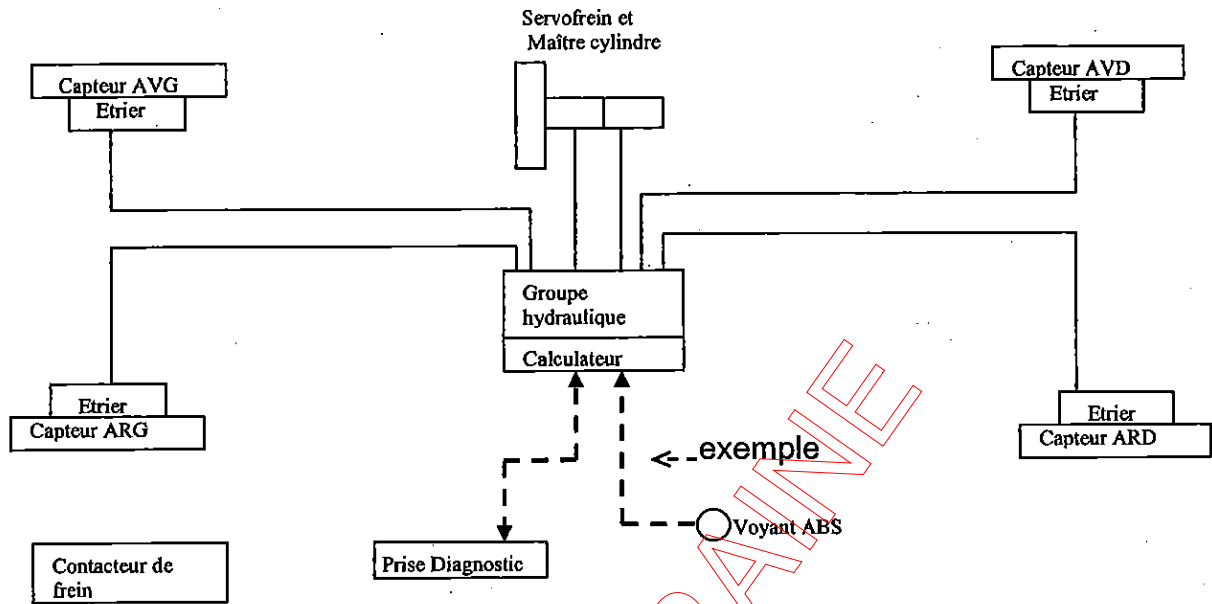 Servofrein et
Maître cylindre
Capteur AVG
Etrier
Capteur AVD
Etrier
Groupe
hydraulique
Calculateur
Etrier
Capteur ARG
Etrier
Capteur ARD
exemple
Voyant ABS
Contacteur de
frein
Prise Diagnostic
RAINE